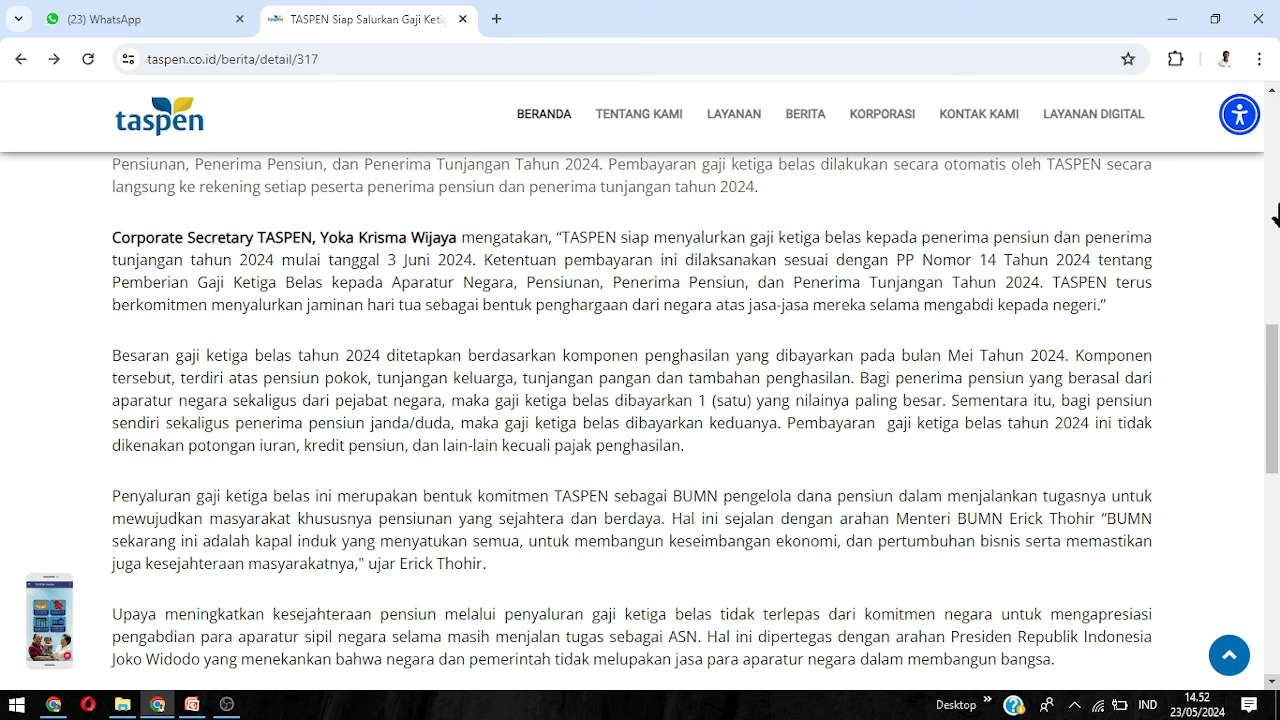 (23) WhatsApp
TASPEN Siap Salurkan Gaji Ketig
taspen.co.id/berita/detail/317
taspen
BERANDA TENTANG KAMI LAYANAN BERITA KORPORASI KONTAK KAMI LAYANAN DIGITAL
Pensiunan, Penerima Pensiun, dan Penerima Tunjangan Tahun 2024. Pembayaran gaji ketiga belas dilakukan secara otomatis oleh TASPEN secara
langsung ke rekening setiap peserta penerima pensiun dan penerima tunjangan tahun 2024.
Corporate Secretary TASPEN, Yoka Krisma Wijaya mengatakan, “TASPEN siap menyalurkan gaji ketiga belas kepada penerima pensiun dan penerima
tunjangan tahun 2024 mulai tanggal 3 Juni 2024. Ketentuan pembayaran ini dilaksanakan sesuai dengan PP Nomor 14 Tahun 2024 tentang
Pemberian Gaji Ketiga Belas kepada Aparatur Negara, Pensiunan, Penerima Pensiun, dan Penerima Tunjangan Tahun 2024. TASPEN terus
berkomitmen menyalurkan jaminan hari tua sebagai bentuk penghargaan dari negara atas jasa-jasa mereka selama mengabdi kepada negeri.”
Besaran gaji ketiga belas tahun 2024 ditetapkan berdasarkan komponen penghasilan yang dibayarkan pada bulan Mei Tahun 2024. Komponen
tersebut, terdiri atas pensiun pokok, tunjangan keluarga, tunjangan pangan dan tambahan penghasilan. Bagi penerima pensiun yang berasal dari
aparatur negara sekaligus dari pejabat negara, maka gaji ketiga belas dibayarkan 1 (satu) yang nilainya paling besar. Sementara itu, bagi pensiun
sendiri sekaligus penerima pensiun janda/duda, maka gaji ketiga belas dibayarkan keduanya. Pembayaran gaji ketiga belas tahun 2024 ini tidak
dikenakan potongan iuran, kredit pensiun, dan lain-lain kecuali pajak penghasilan.
Penyaluran gaji ketiga belas ini merupakan bentuk komitmen TASPEN sebagai BUMN pengelola dana pensiun dalam menjalankan tugasnya untuk
mewujudkan masyarakat khususnya pensiunan yang sejahtera dan berdaya. Hal ini sejalan dengan arahan Menteri BUMN Erick Thohir “BUMN
sekarang ini adalah kapal induk yang menyatukan semua, untuk membangun keseimbangan ekonomi, dan pertumbuhan bisnis serta memastikan
juga kesejahteraan masyarakatnya," ujar Erick Thohir.
Upaya meningkatkan kesejahteraan pensiun melalui penyaluran gaji ketiga belas tidak terlepas dari komitmen negara untuk mengapresiasi
pengabdian para aparatur sipil negara selama masih menjalan tugas sebagai ASN. Hal ini dipertegas dengan arahan Presiden Republik Indonesia
Joko Widodo yang menekankan bahwa negara dan pemerintah tidak melupakan jasa para aparatur negara dalam membangun bangsa.
Desktop
IND
14.52
23/05/2024